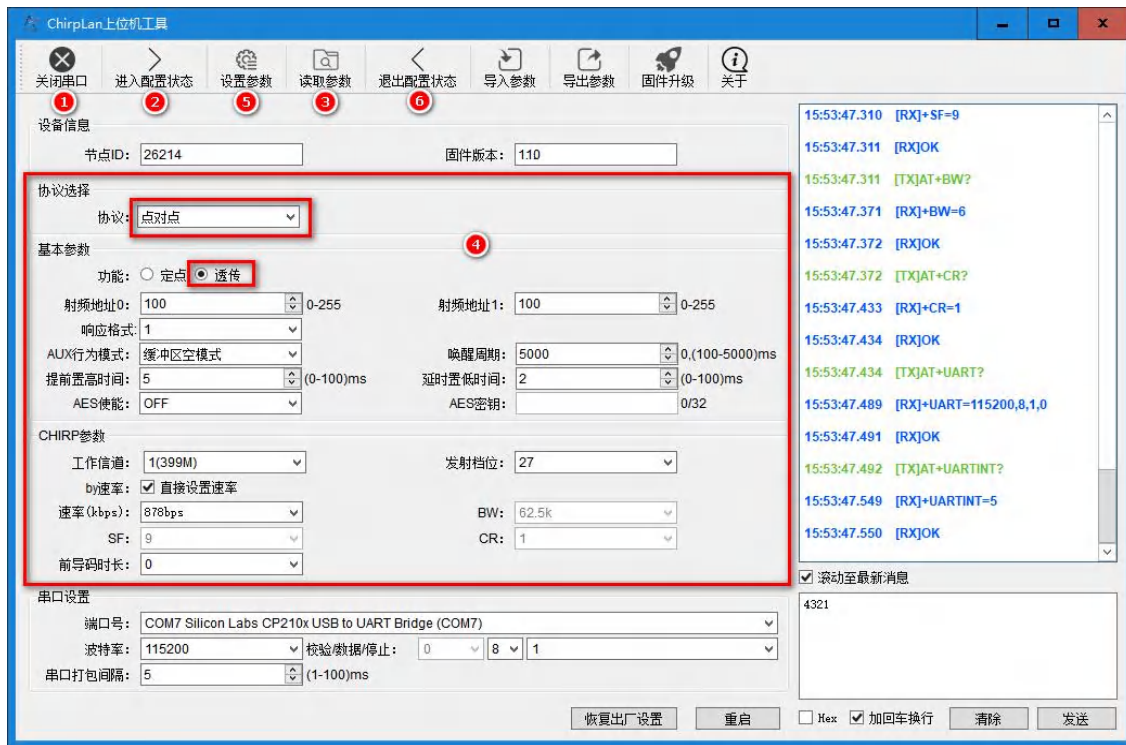 ChirpLan上位机工具
关闭串口 进入配置状态 设置参数 读取参数 退出配置状态 导入参数 导出参数 固件升级 关于
1 2 5 3 6
设备信息
节点ID: 26214 固件版本: 1.10
协议选择
协议: 点对点
4
基本参数
功能: 定点 透传
射频地址0: 100 0-255 射频地址1: 100 0-255
响应格式: 1
AUX行为模式: 缓冲区空模式 唤醒周期: 5000 0,(100-5000)ms
提前置高时间: 5 (0-100)ms 延时置低时间: 2 (0-100)ms
AES使能: OFF AES密钥: 0/32
CHIRP参数
工作信道: 1(399M) 发射档位: 27
by速率: 直接设置速率
速率(kbps): 878bps BW: 62.5k
SF: 9 CR: 1
前导码时长: 0
串口设置
端口号: COM7 Silicon Labs CP210x USB to UART Bridge (COM7)
波特率: 115200 校验/数据/停止: 0 8 1
串口打包间隔: 5 (1-100)ms
恢复出厂设置 重启
15:53:47.310 [RX]+SF=9
15:53:47.311 [RX]OK
15:53:47.311 [TX]AT+BW?
15:53:47.371 [RX]+BW=6
15:53:47.372 [RX]OK
15:53:47.372 [TX]AT+CR?
15:53:47.433 [RX]+CR=1
15:53:47.434 [RX]OK
15:53:47.434 [TX]AT+UART?
15:53:47.489 [RX]+UART=115200,8,1,0
15:53:47.491 [RX]OK
15:53:47.492 [TX]AT+UARTINT?
15:53:47.549 [RX]+UARTINT=5
15:53:47.550 [RX]OK
滚动至最新消息
4321
Hex 加回车换行 清除 发送